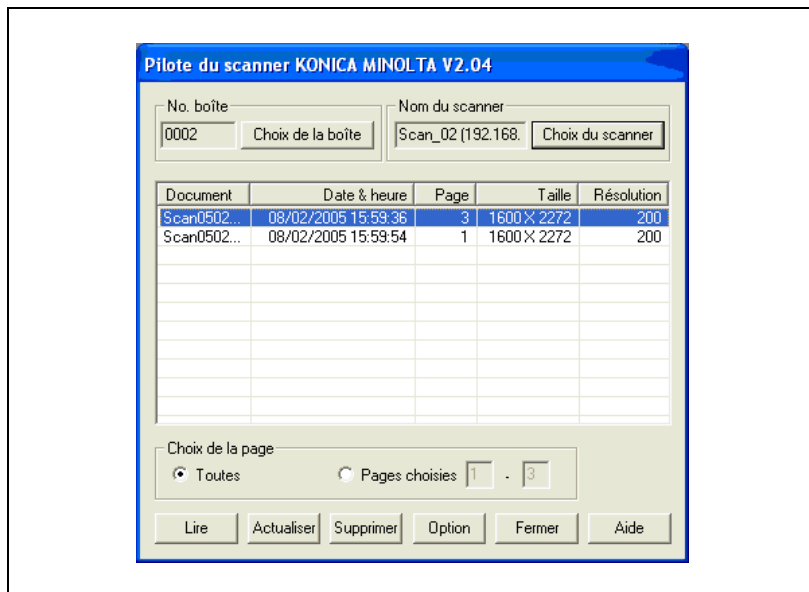 Pilote du scanner KONICA MINOLTA V2.04
No. boîte Nom du scanner
0002 Choix de la boîte Scan_02 (192.168. Choix du scanner
Document Date & heure Page Taille Résolution
Scan0502... 08/02/2005 15:59:36 3 1600 X 2272 200
Scan0502... 08/02/2005 15:59:54 1 1600 X 2272 200
Choix de la page
Toutes Pages choisies 1 - 3
Lire Actualiser Supprimer Option Fermer Aide